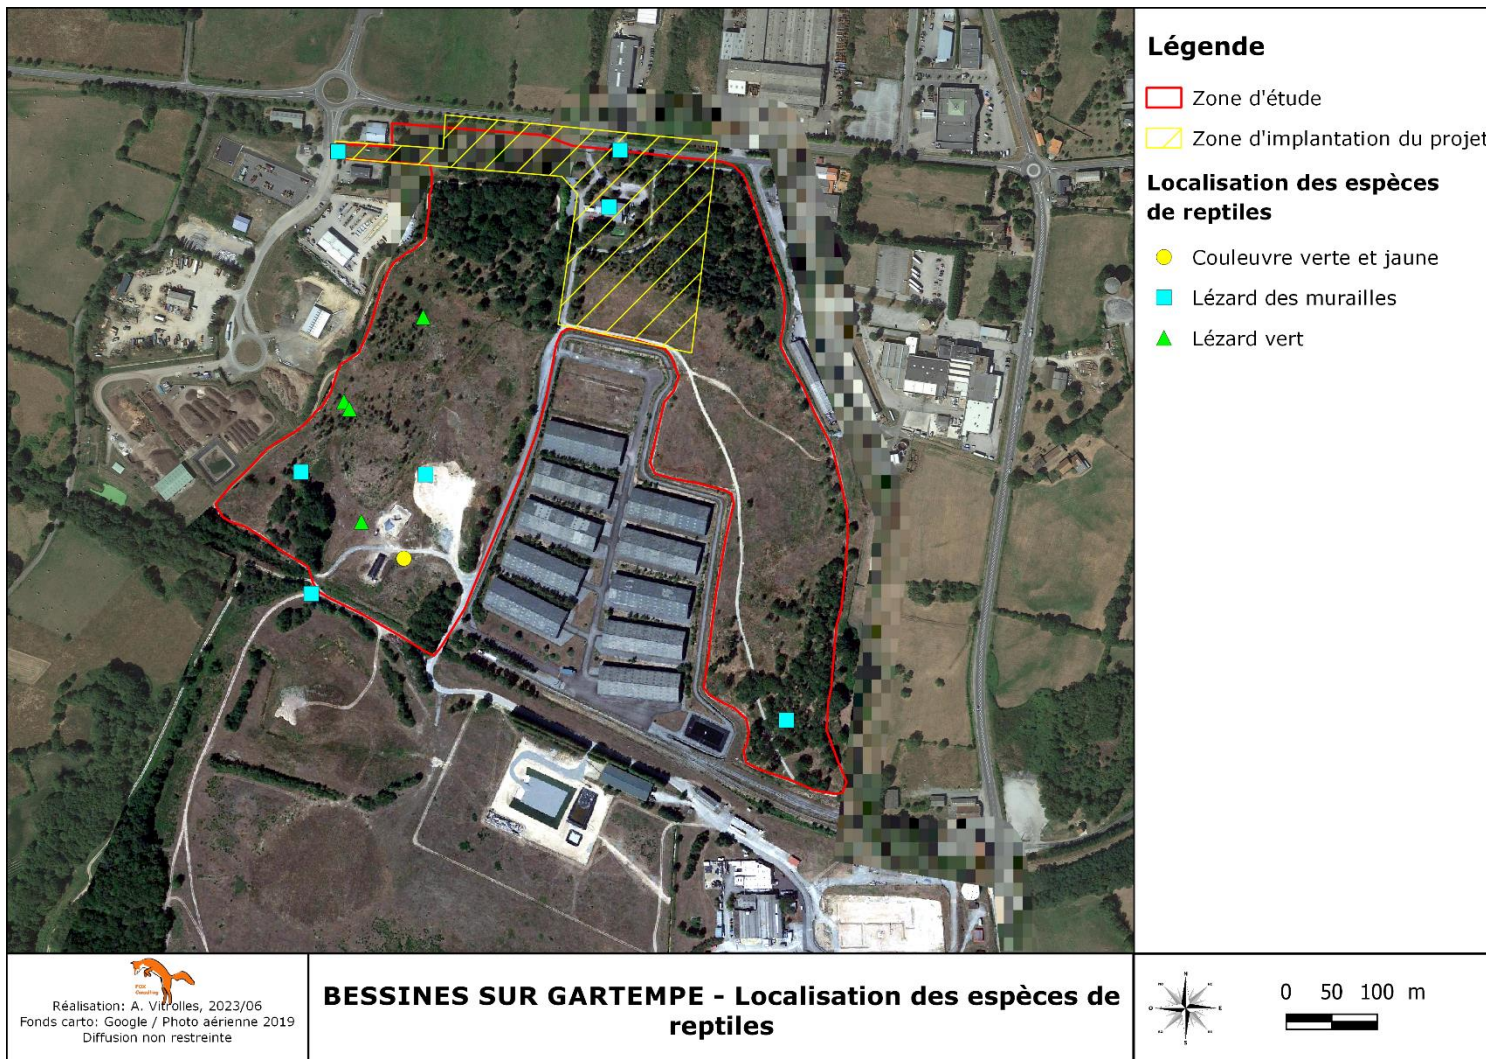 Légende
Zone d'étude
Zone d'implantation du projet
Localisation des espèces
de reptiles
Couleuvre verte et jaune
Lézard des murailles
Lézard vert
FOX
Consulting
Réalisation: A. Vitrolles, 2023/06
Fonds carto: Google / Photo aérienne 2019
Diffusion non restreinte
BESSINES SUR GARTEMPE - Localisation des espèces de
reptiles
N
O
E
S
0 50 100 m